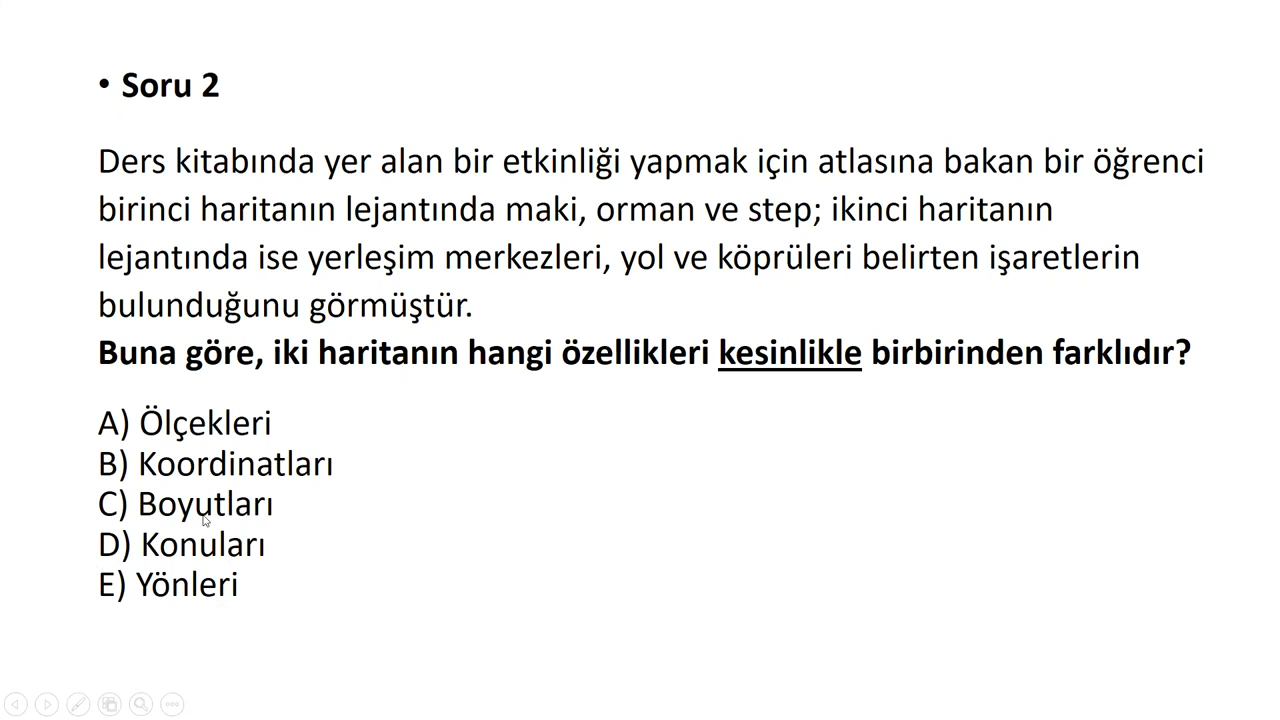 • Soru 2
Ders kitabında yer alan bir etkinliği yapmak için atlasına bakan bir öğrenci
birinci haritanın lejantında maki, orman ve step; ikinci haritanın
lejantında ise yerleşim merkezleri, yol ve köprüleri belirten işaretlerin
bulunduğunu görmüştür.
Buna göre, iki haritanın hangi özellikleri kesinlikle birbirinden farklıdır?
A) Ölçekleri
B) Koordinatları
C) Boyutları
D) Konuları
E) Yönleri